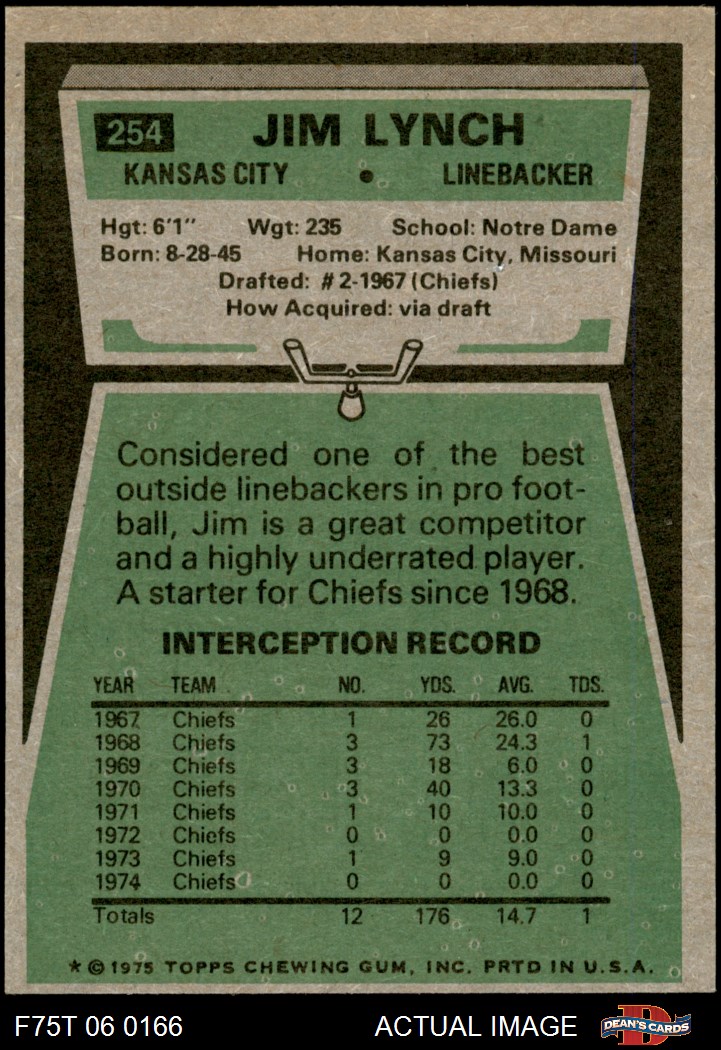 254 JIM LYNCH
KANSAS CITY • LINEBACKER
Hgt: 6'1" Wgt: 235 School: Notre Dame
Born: 8-28-45 Home: Kansas City, Missouri
Drafted: #2-1967 (Chiefs)
How Acquired: via draft
Considered one of the best
outside linebackers in pro foot-
ball, Jim is a great competitor
and a highly underrated player.
A starter for Chiefs since 1968.
INTERCEPTION RECORD
YEAR TEAM NO. YDS. AVG. TDS.
1967 Chiefs 1 26 26.0 0
1968 Chiefs 3 73 24.3 1
1969 Chiefs 3 18 6.0 0
1970 Chiefs 3 40 13.3 0
1971 Chiefs 1 10 10.0 0
1972 Chiefs 0 0 0.0 0
1973 Chiefs 1 9 9.0 0
1974 Chiefs 0 0 0.0 0
Totals 12 176 14.7 1
* © 1975 TOPPS CHEWING GUM, INC. PRTD IN U.S.A.
F75T 06 0166 ACTUAL IMAGE D DEAN'S CARDS